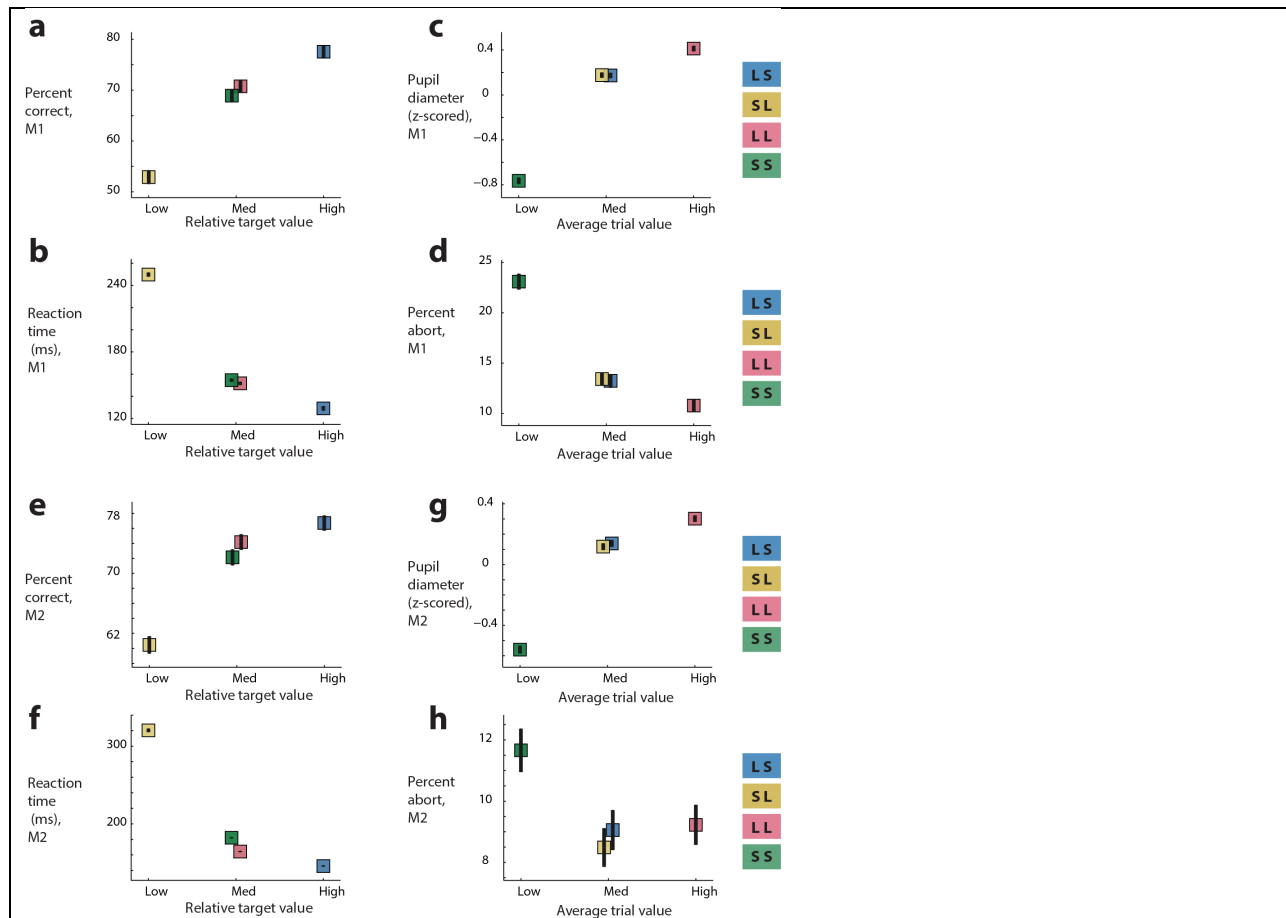 a
80
70
60
50
Percent
correct,
M1
Low
Med
High
Relative target value
c
0.4
0
−0.4
−0.8
Pupil
diameter
(z-scored),
M1
Low
Med
High
Average trial value
L S
S L
L L
S S
b
240
180
120
Reaction
time
(ms),
M1
Low
Med
High
Relative target value
d
25
20
15
10
Percent
abort,
M1
Low
Med
High
Average trial value
L S
S L
L L
S S
e
78
70
62
Percent
correct,
M2
Low
Med
High
Relative target value
g
0.4
0
−0.4
Pupil
diameter
(z-scored),
M2
Low
Med
High
Average trial value
L S
S L
L L
S S
f
300
200
Reaction
time
(ms),
M2
Low
Med
High
Relative target value
h
12
10
8
Percent
abort,
M2
Low
Med
High
Average trial value
L S
S L
L L
S S